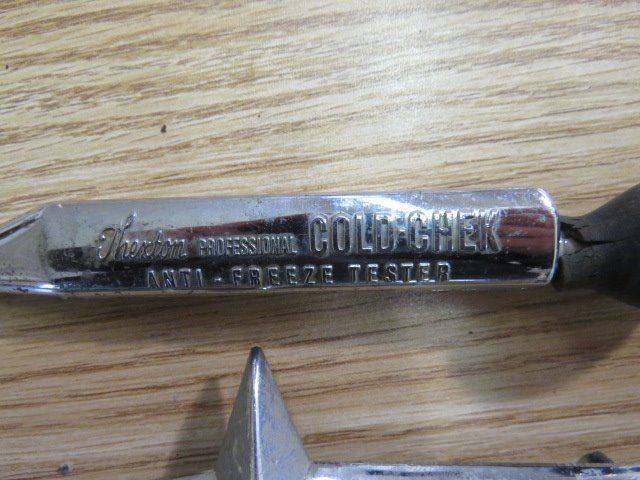 Thexton PROFESSIONAL COLD-CHEK
ANTI-FREEZE TESTER